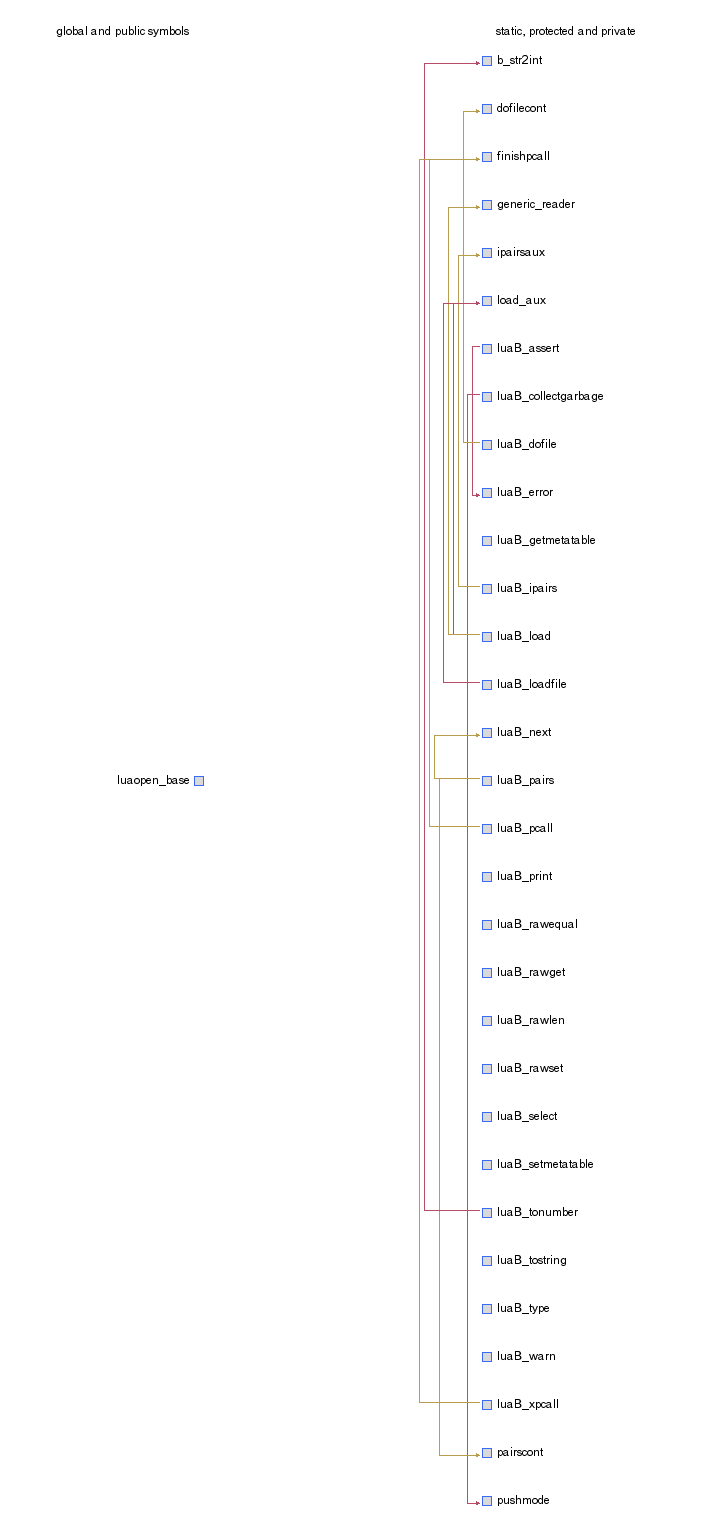 global and public symbols
static, protected and private
b_str2int
dofilecont
finishpcall
generic_reader
ipairsaux
load_aux
luaB_assert
luaB_collectgarbage
luaB_dofile
luaB_error
luaB_getmetatable
luaB_ipairs
luaB_load
luaB_loadfile
luaB_next
luaopen_base
luaB_pairs
luaB_pcall
luaB_print
luaB_rawequal
luaB_rawget
luaB_rawlen
luaB_rawset
luaB_select
luaB_setmetatable
luaB_tonumber
luaB_tostring
luaB_type
luaB_warn
luaB_xpcall
pairscont
pushmode